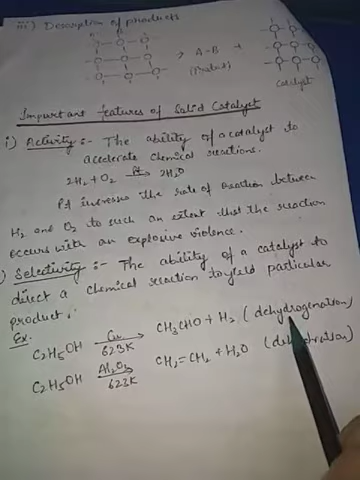 iii) Desorption of products
→ A-B +
(Product)
Catalyst
Important features of Solid Catalyst
i) Activity :- The ability of a catalyst to
accelerate chemical reactions.
2H₂ + O₂ →Pt 2H₂O
Pt increases the rate of reaction between
H₂ and O₂ to such an extent that the reaction
occurs with an explosive violence.
) Selectivity :- The ability of a catalyst to
direct a chemical reaction to yield particular
product.
Ex.
C₂H₅OH Cu → 623K CH₃CHO + H₂ (dehydrogenation)
C₂H₅OH Al₂O₃ → 623K CH₂=CH₂ + H₂O (dehydration)